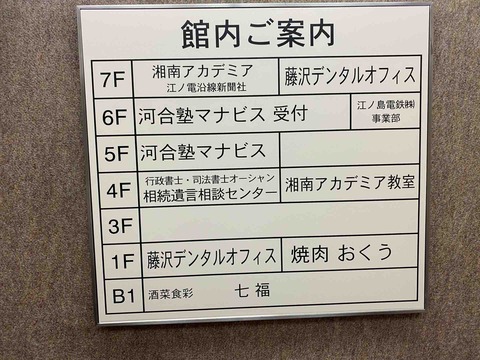 館内ご案内
7F 湘南アカデミア 藤沢デンタルオフィス
江ノ電沿線新聞社
6F 河合塾マナビス 受付 江ノ島電鉄㈱
事業部
5F 河合塾マナビス
4F 行政書士・司法書士オーシャン 湘南アカデミア教室
相続遺言相談センター
3F
1F 藤沢デンタルオフィス 焼肉 おくう
B1 酒菜食彩 七福